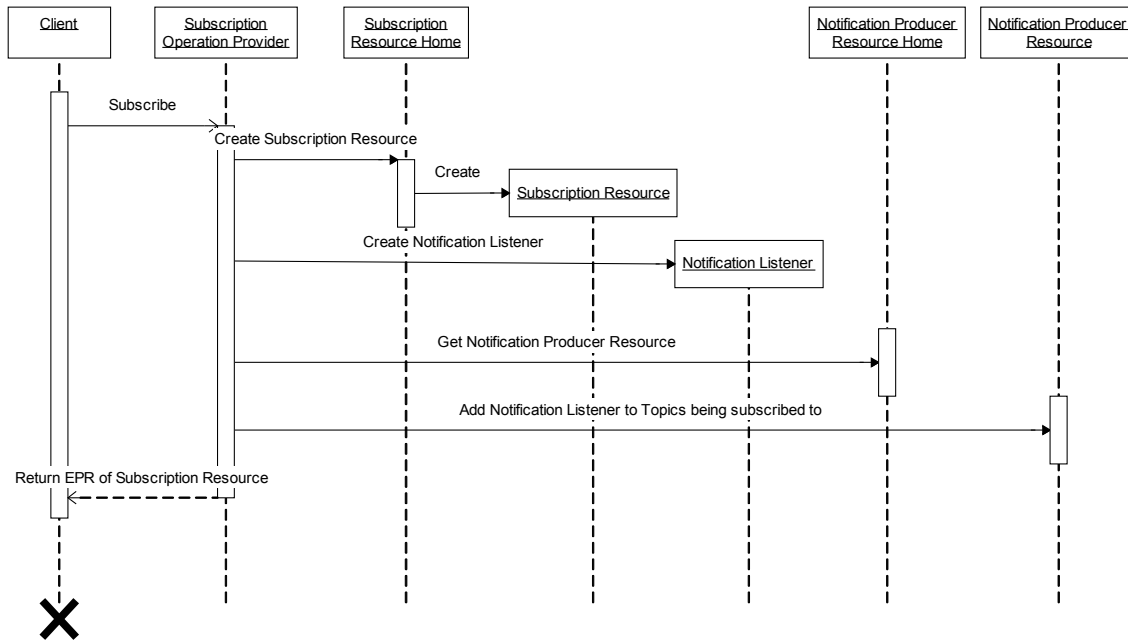 Client
Subscription
Operation Provider
Subscription
Resource Home
Notification Producer
Resource Home
Notification Producer
Resource
Subscribe
Create Subscription Resource
Create
Subscription Resource
Create Notification Listener
Notification Listener
Get Notification Producer Resource
Add Notification Listener to Topics being subscribed to
Return EPR of Subscription Resource